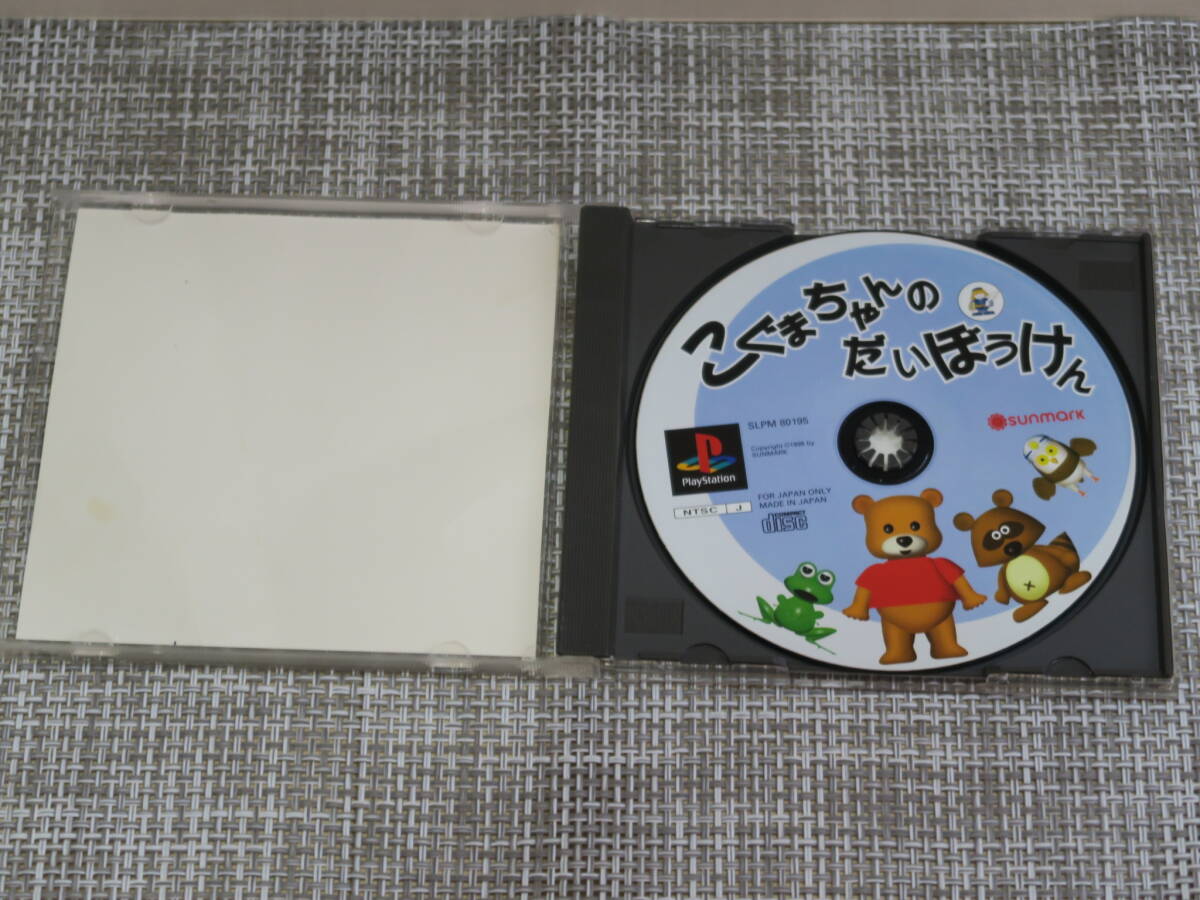 こぐまちゃんの
だいぼうけん
sunmark
SLPM 80195
Copyright ©1998 by
SUNMARK
PlayStation
NTSC J
FOR JAPAN ONLY
MADE IN JAPAN
COMPACT
disc